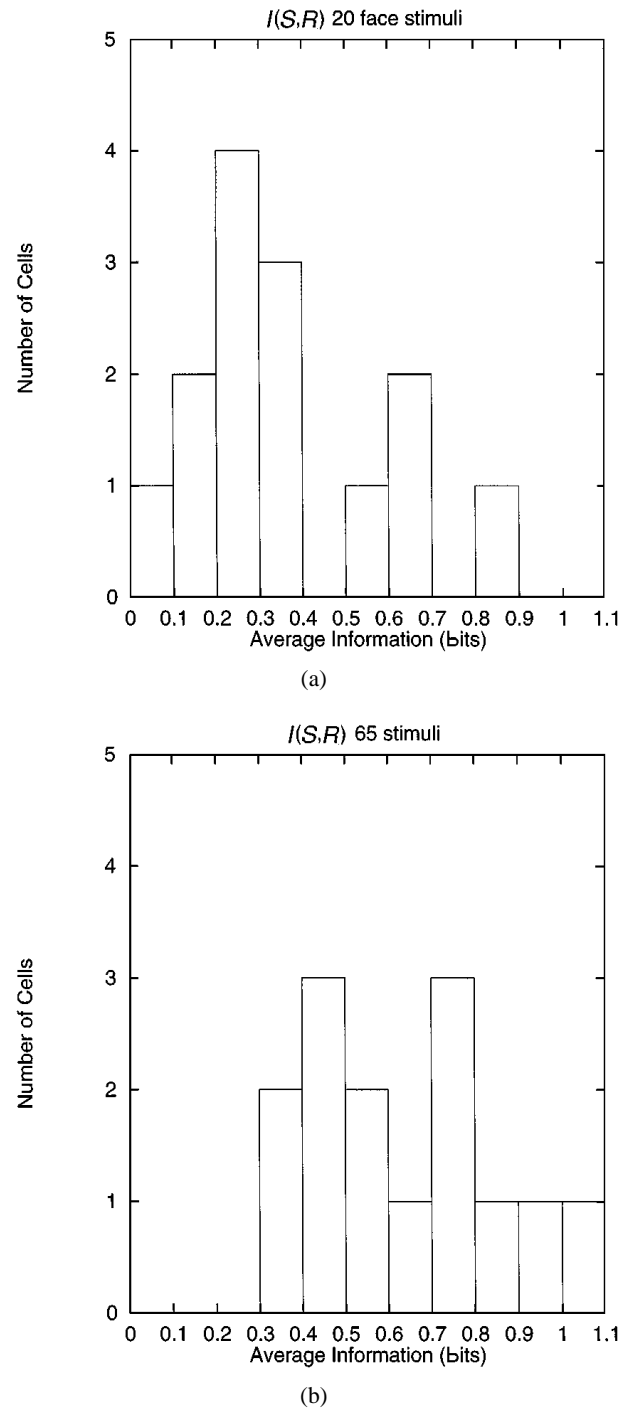 I(S,R) 20 face stimuli
5
4
3
2
1
0
Number of Cells
0 0.1 0.2 0.3 0.4 0.5 0.6 0.7 0.8 0.9 1 1.1
Average Information (bits)
(a)
I(S,R) 65 stimuli
5
4
3
2
1
0
Number of Cells
0 0.1 0.2 0.3 0.4 0.5 0.6 0.7 0.8 0.9 1 1.1
Average Information (bits)
(b)